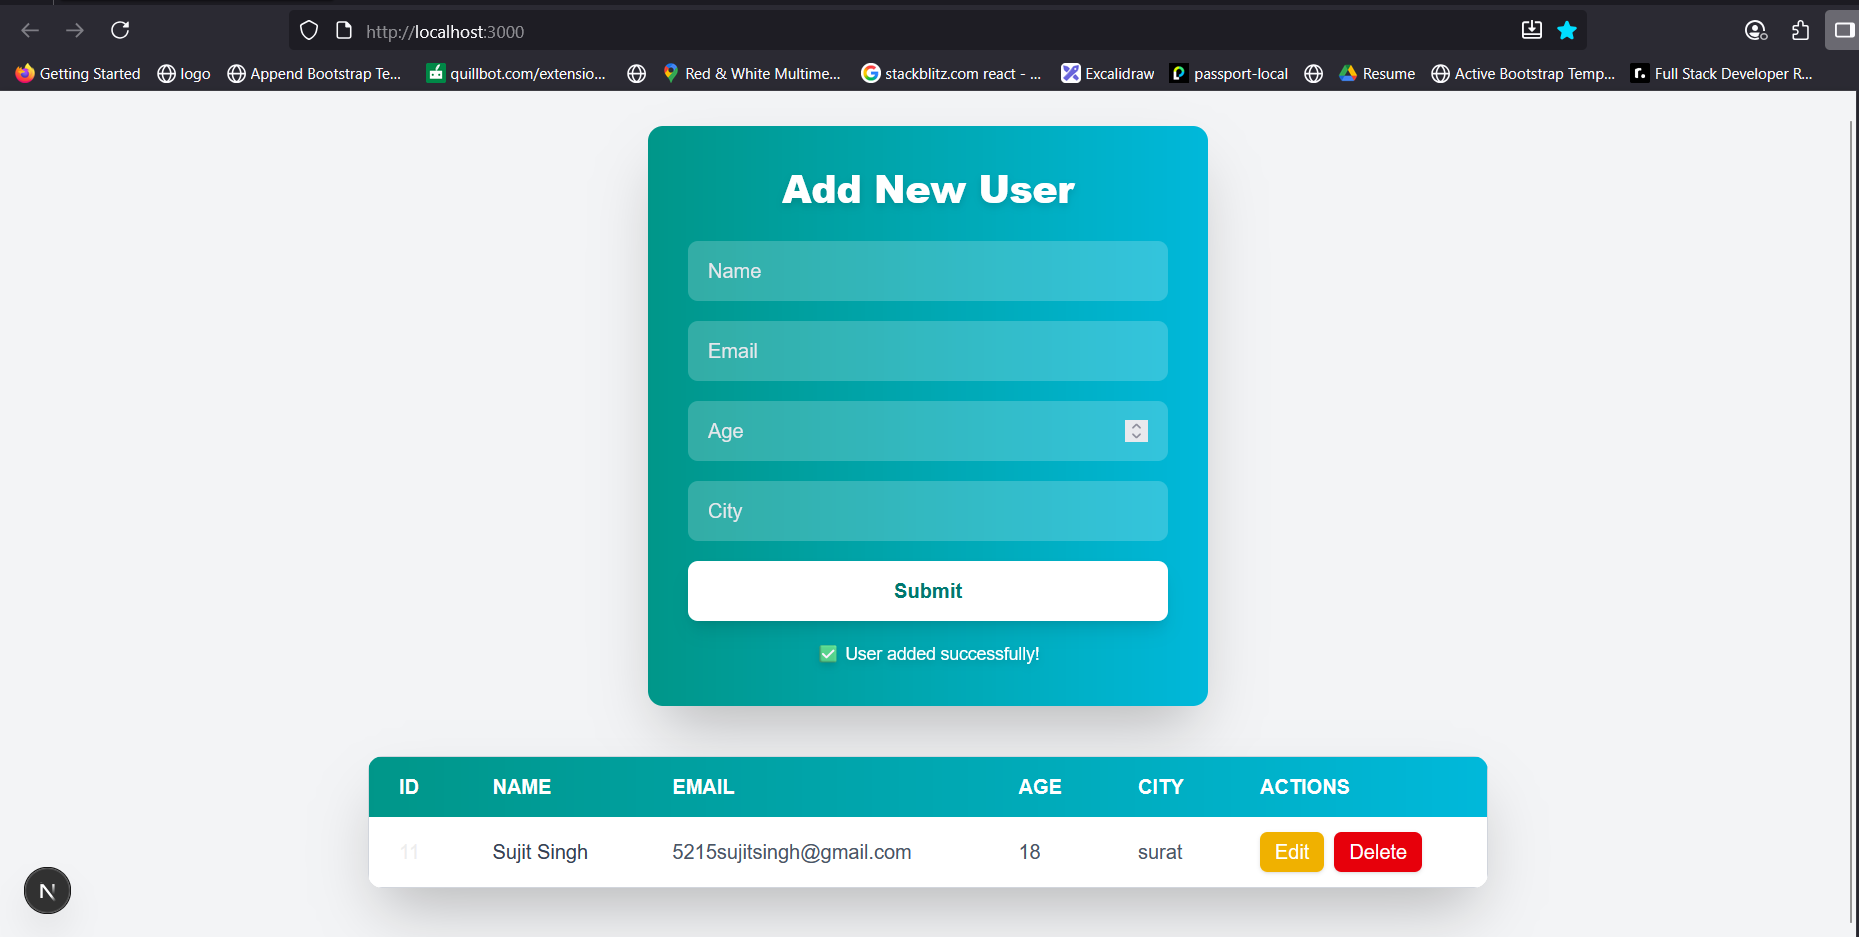 http://localhost:3000
Getting Started logo Append Bootstrap Te... quillbot.com/extensio... Red & White Multime... stackblitz.com react - ... Excalidraw passport-local Resume Active Bootstrap Temp... Full Stack Developer R...
Add New User
Name
Email
Age
City
Submit
✅ User added successfully!
ID NAME EMAIL AGE CITY ACTIONS
11 Sujit Singh 5215sujitsingh@gmail.com 18 surat Edit Delete
N